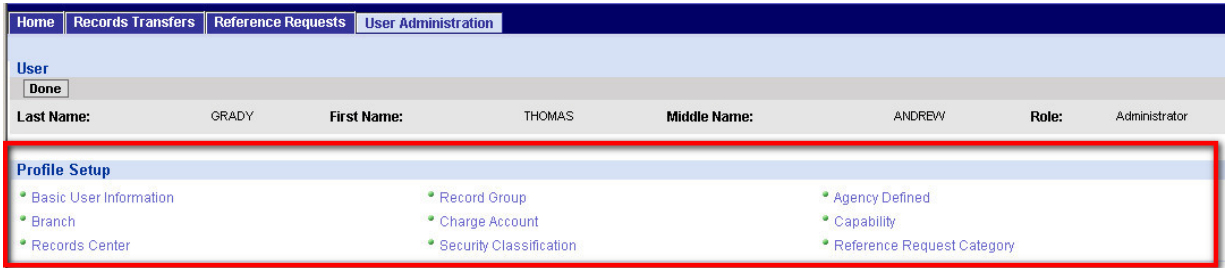 Home Records Transfers Reference Requests User Administration
User
Done
Last Name: GRADY First Name: THOMAS Middle Name: ANDREW Role: Administrator
Profile Setup
Basic User Information Record Group Agency Defined
Branch Charge Account Capability
Records Center Security Classification Reference Request Category